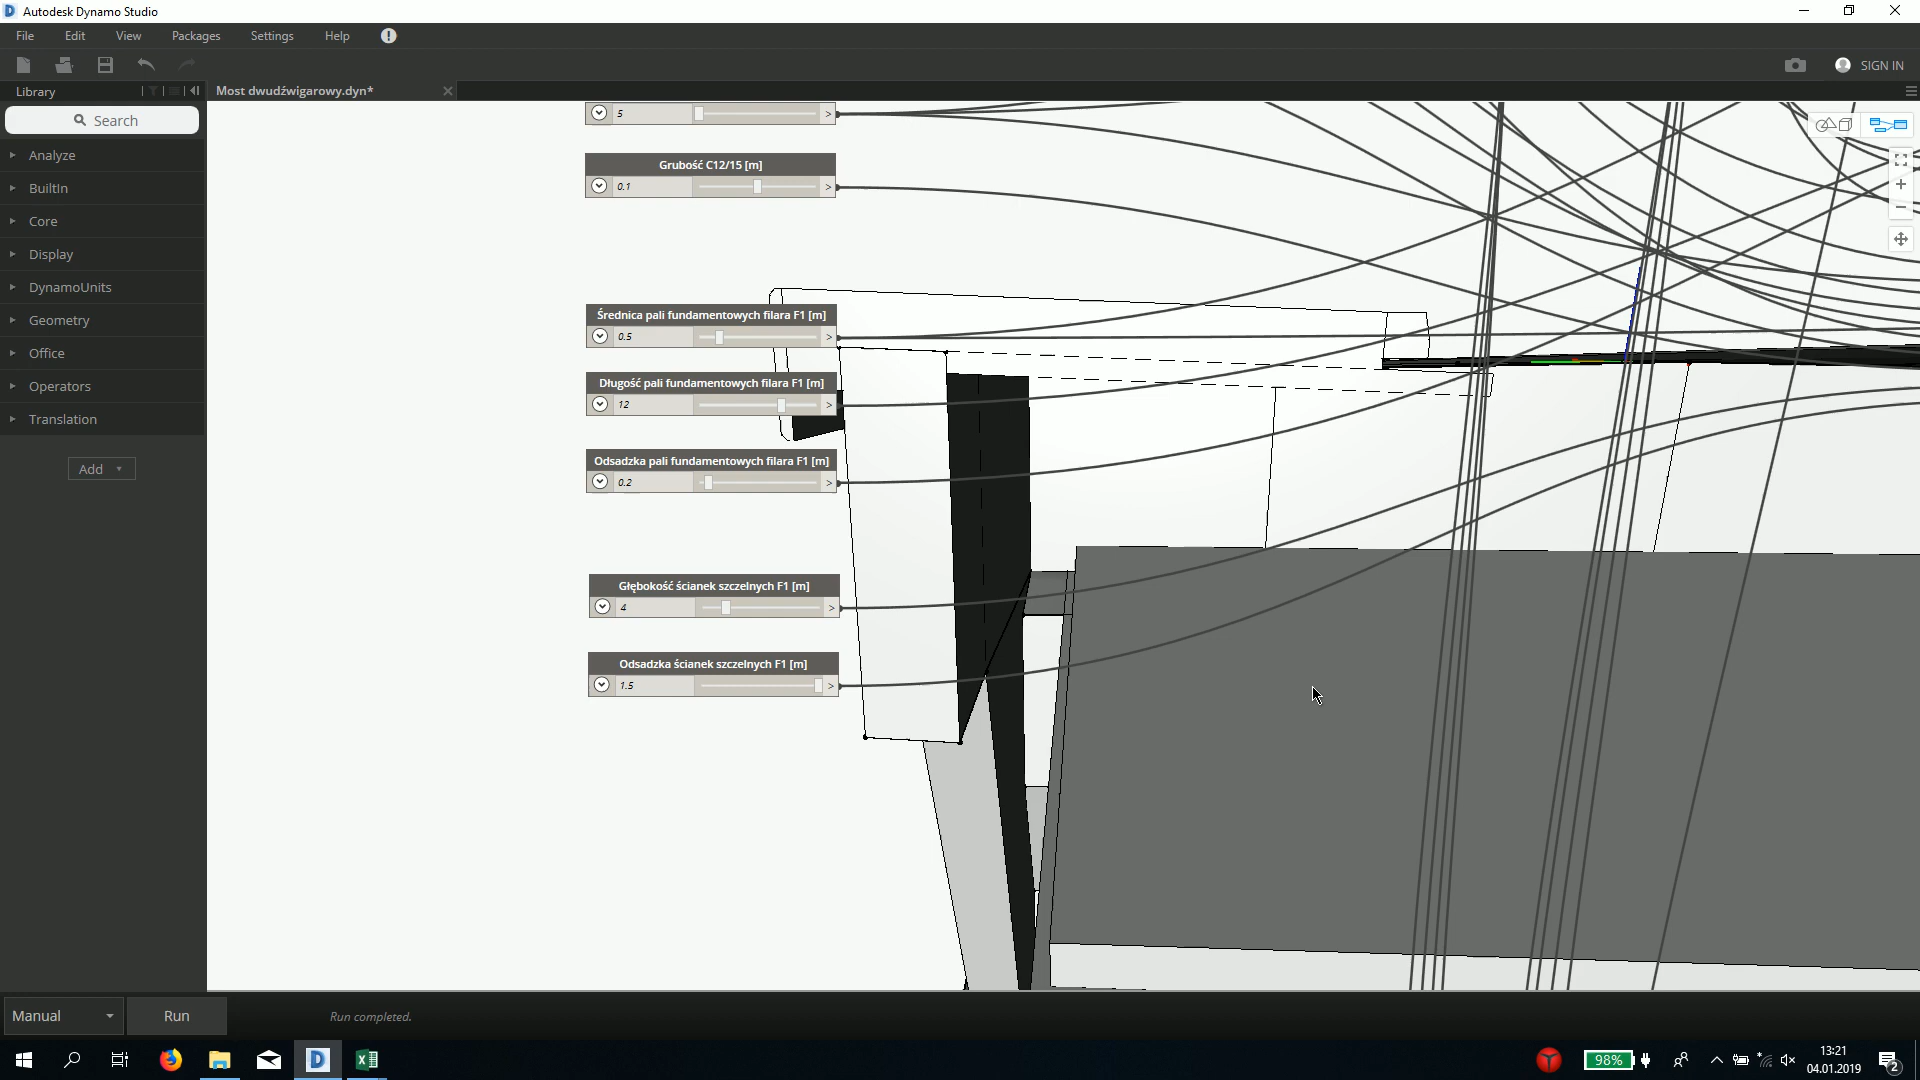 Autodesk Dynamo Studio
File Edit View Packages Settings Help
SIGN IN
Library
Most dwudźwigarowy.dyn*
Search
Analyze
BuiltIn
Core
Display
DynamoUnits
Geometry
Office
Operators
Translation
Add
5 >
Grubość C12/15 [m]
0.1 >
Średnica pali fundamentowych filara F1 [m]
0.5 >
Długość pali fundamentowych filara F1 [m]
12 >
Odsadzka pali fundamentowych filara F1 [m]
0.2 >
Głębokość ścianek szczelnych F1 [m]
4 >
Odsadzka ścianek szczelnych F1 [m]
1.5 >
Manual
Run
Run completed.
98%
13:21
04.01.2019
2